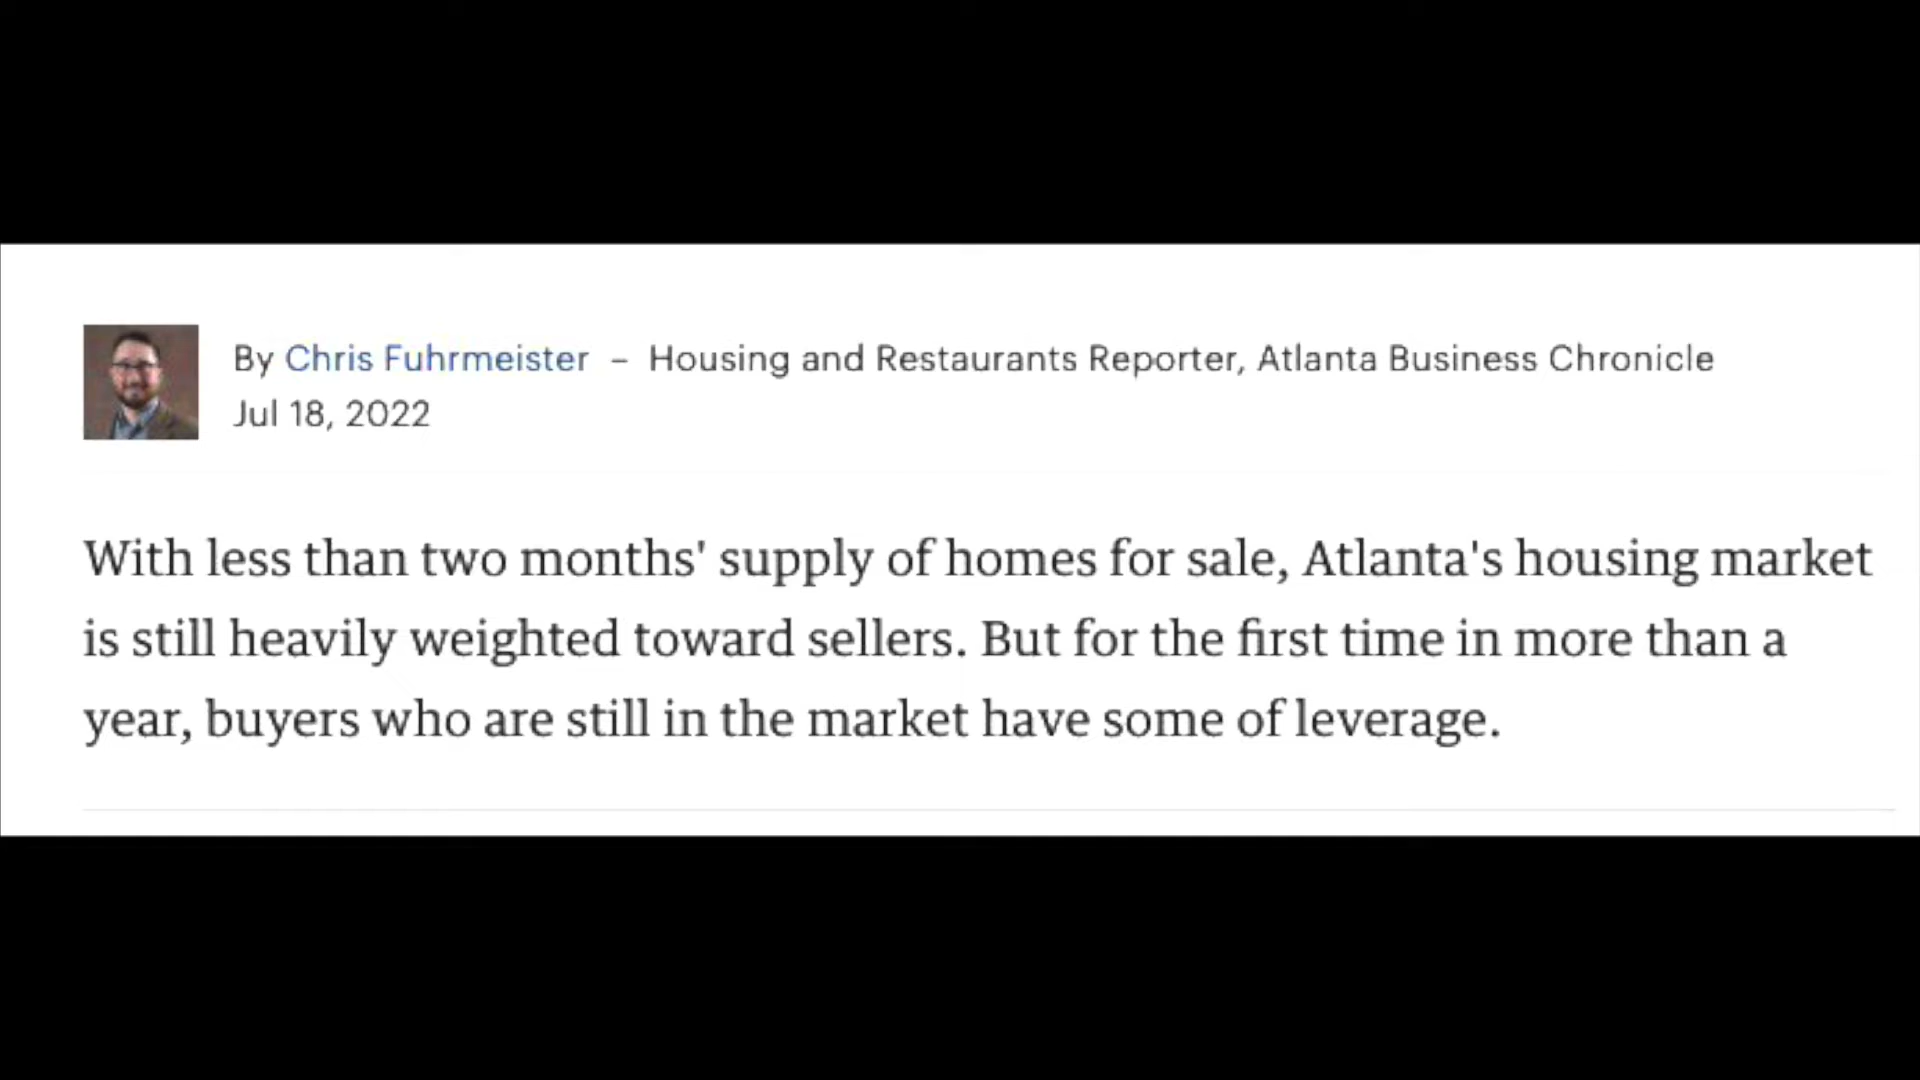 By Chris Fuhrmeister – Housing and Restaurants Reporter, Atlanta Business Chronicle
Jul 18, 2022
With less than two months' supply of homes for sale, Atlanta's housing market
is still heavily weighted toward sellers. But for the first time in more than a
year, buyers who are still in the market have some of leverage.